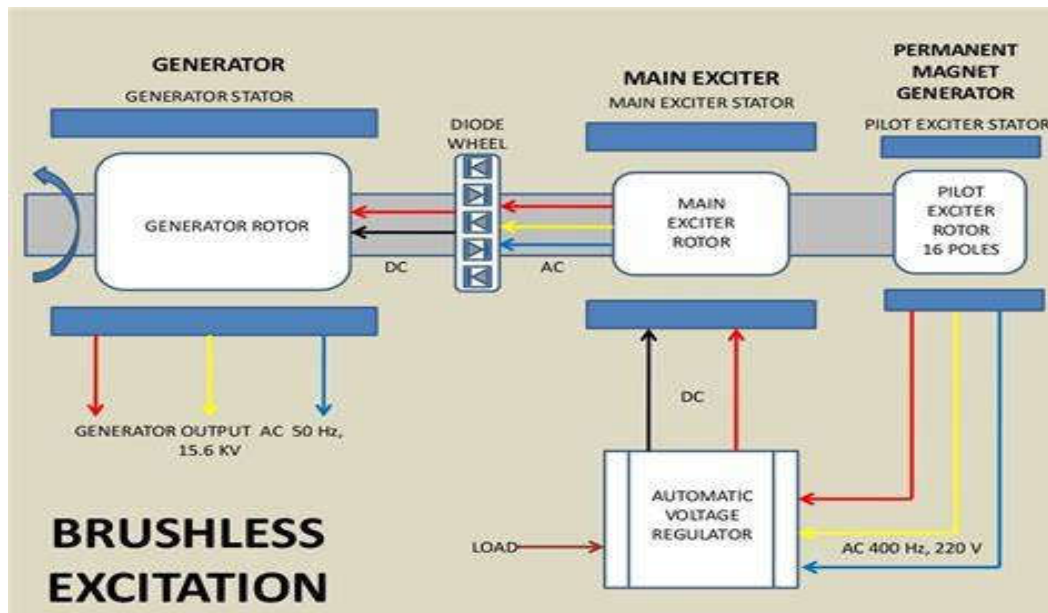 GENERATOR
GENERATOR STATOR
MAIN EXCITER
MAIN EXCITER STATOR
PERMANENT
MAGNET
GENERATOR
PILOT EXCITER STATOR
DIODE
WHEEL
GENERATOR ROTOR
MAIN
EXCITER
ROTOR
PILOT
EXCITER
ROTOR
16 POLES
DC
AC
GENERATOR OUTPUT AC 50 Hz,
15.6 KV
DC
AUTOMATIC
VOLTAGE
REGULATOR
LOAD
AC 400 Hz, 220 V
BRUSHLESS
EXCITATION